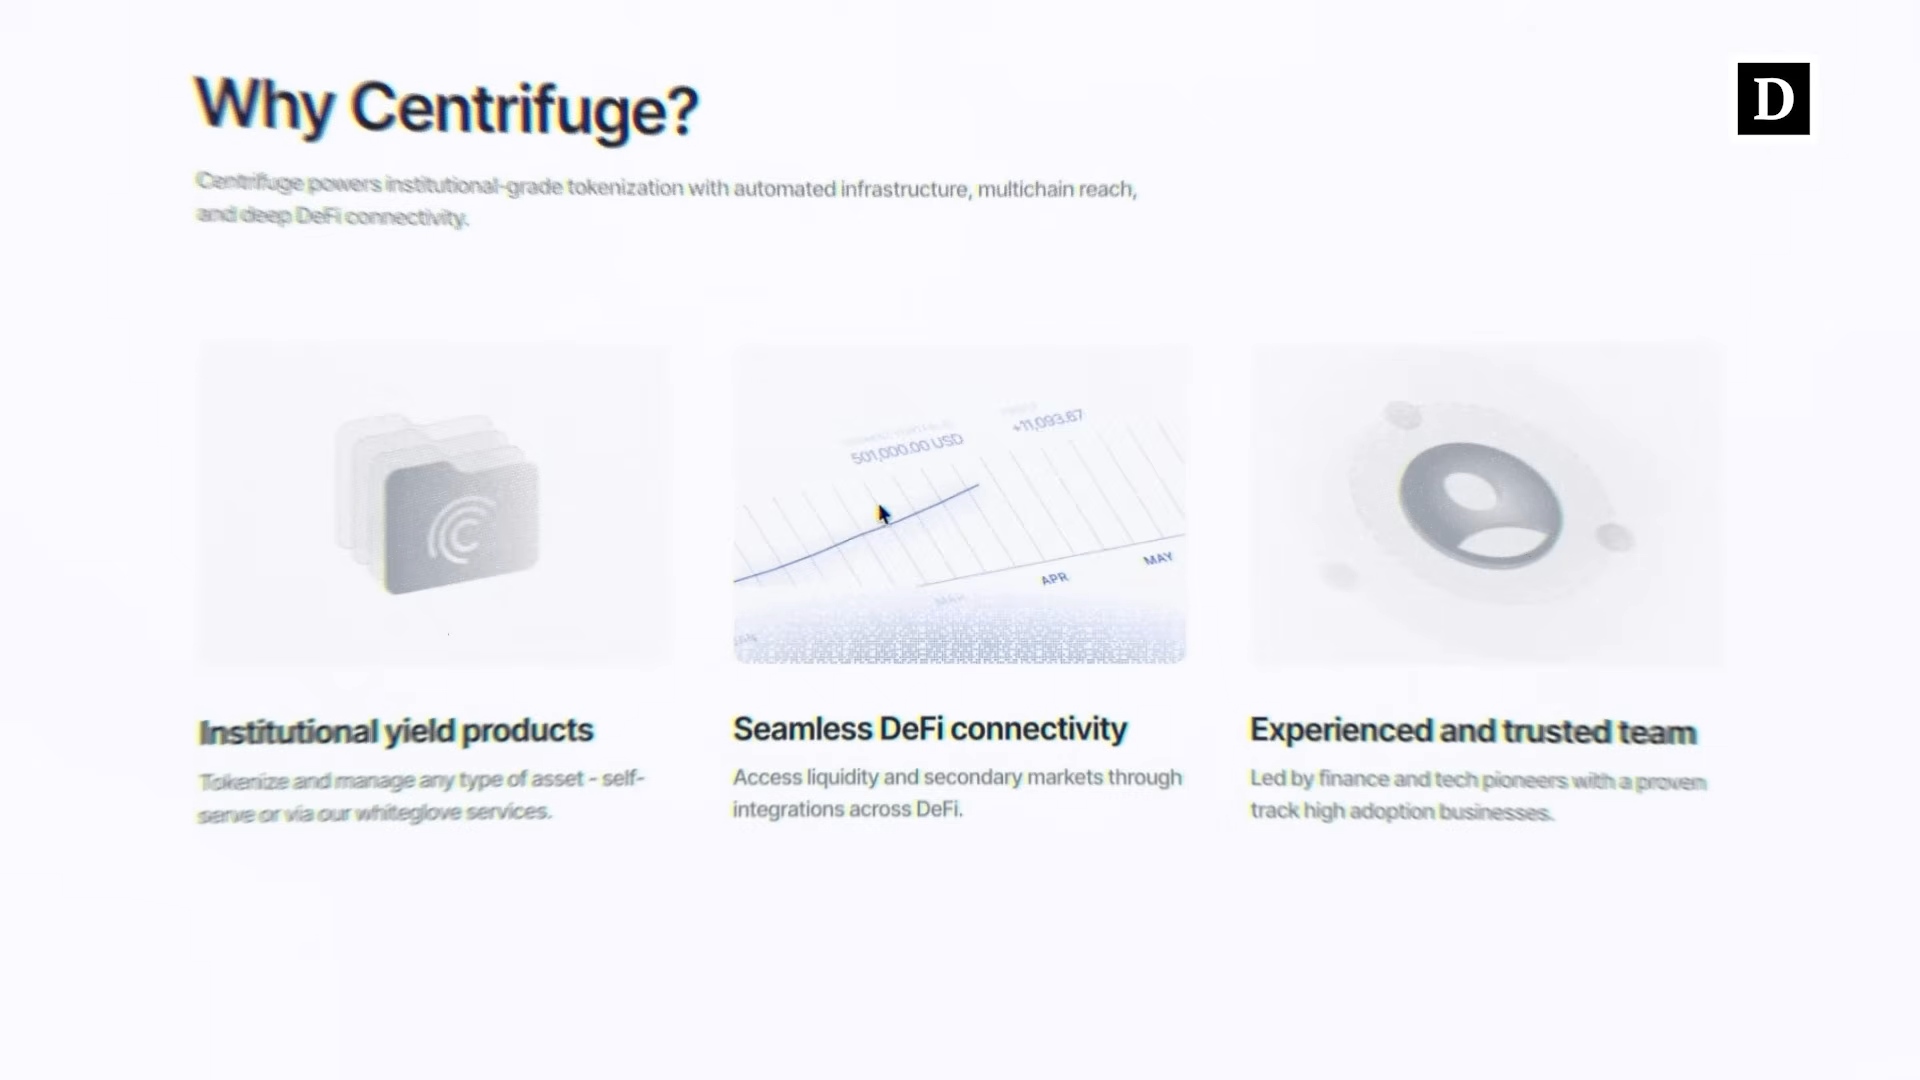 Why Centrifuge?
D
Centrifuge powers institutional-grade tokenization with automated infrastructure, multichain reach,
and deep DeFi connectivity.
501,000.00 USD
+11,093.67
MAY
APR
MAR
JAN
Institutional yield products
Tokenize and manage any type of asset - self-
serve or via our whiteglove services.
Seamless DeFi connectivity
Access liquidity and secondary markets through
integrations across DeFi.
Experienced and trusted team
Led by finance and tech pioneers with a proven
track high adoption businesses.